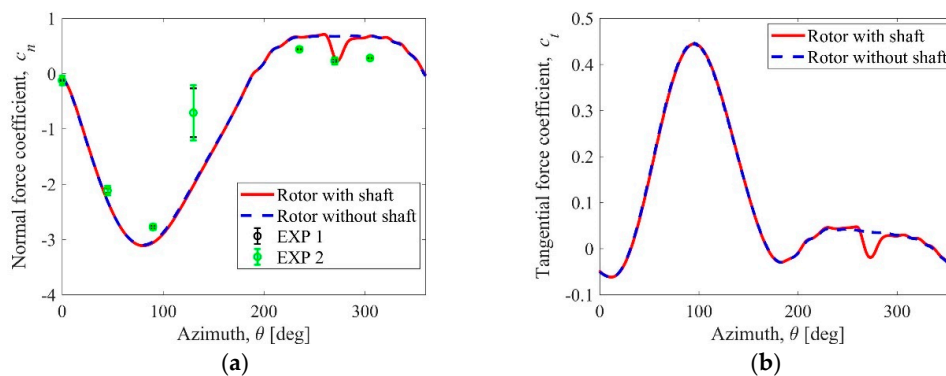 Normal force coefficient, cn
1
0
-1
-2
-3
-4
0
100
200
300
Azimuth, θ [deg]
Rotor with shaft
Rotor without shaft
EXP 1
EXP 2
(a)
Tangential force coefficient, ct
0.5
0.4
0.3
0.2
0.1
0
-0.1
0
100
200
300
Azimuth, θ [deg]
Rotor with shaft
Rotor without shaft
(b)